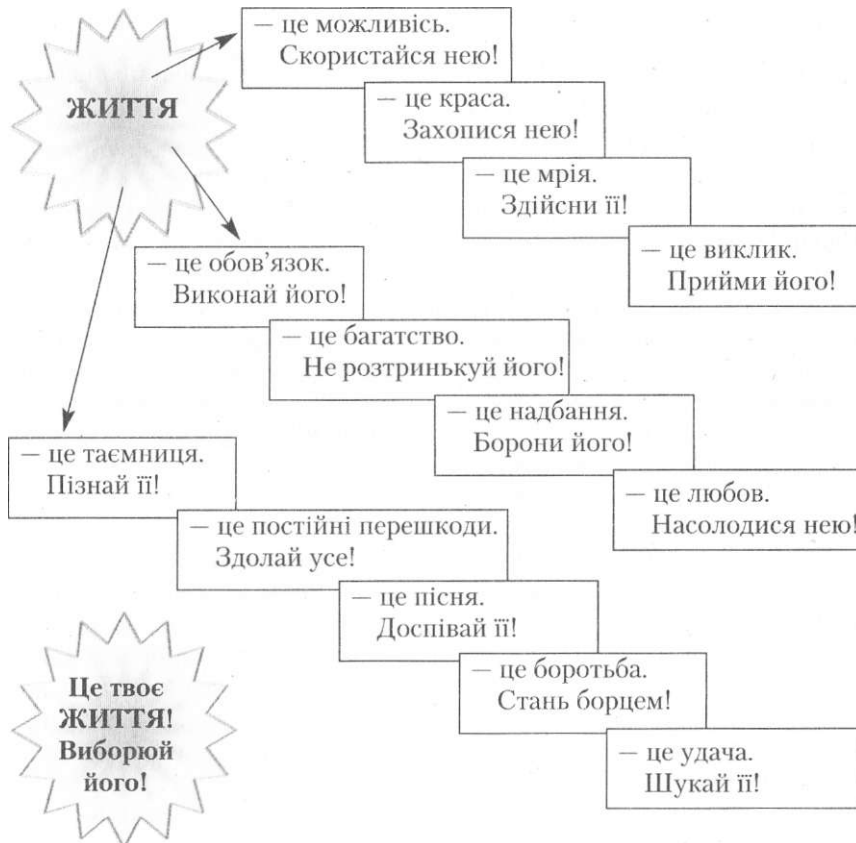 ЖИТТЯ
— це можливісь.
Скористайся нею!
— це краса.
Захопися нею!
— це мрія.
Здійсни її!
— це виклик.
Прийми його!
— це обов’язок.
Виконай його!
— це багатство.
Не розтринькуй його!
— це надбання.
Борони його!
— це любов.
Насолодися нею!
— це таємниця.
Пізнай її!
— це постійні перешкоди.
Здолай усе!
— це пісня.
Доспівай її!
— це боротьба.
Стань борцем!
— це удача.
Шукай її!
Це твоє
ЖИТТЯ!
Виборюй
його!